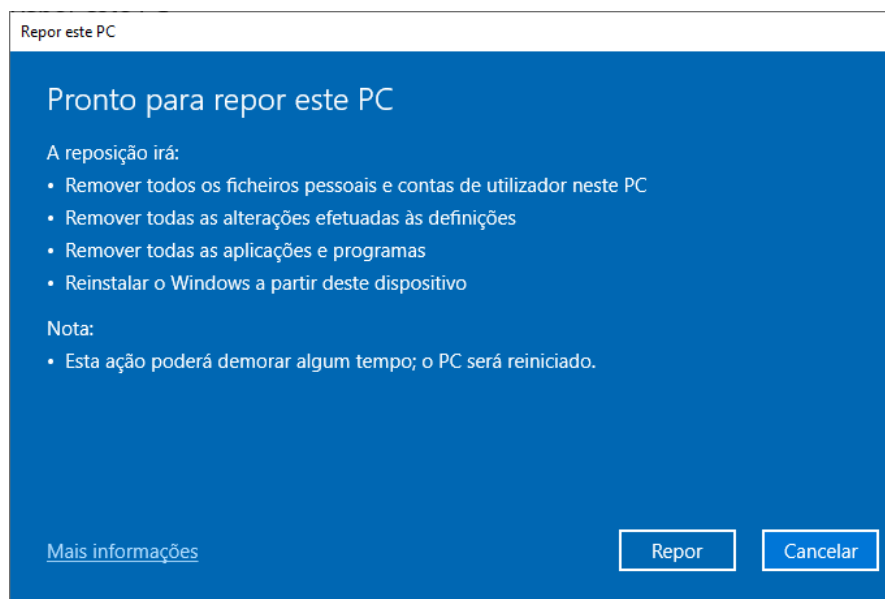 Repor este PC
Pronto para repor este PC
A reposição irá:
• Remover todos os ficheiros pessoais e contas de utilizador neste PC
• Remover todas as alterações efetuadas às definições
• Remover todas as aplicações e programas
• Reinstalar o Windows a partir deste dispositivo
Nota:
• Esta ação poderá demorar algum tempo; o PC será reiniciado.
Mais informações
Repor
Cancelar